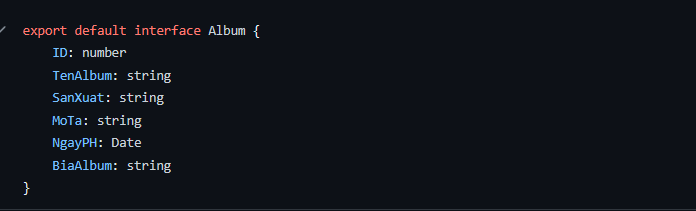 export default interface Album {
    ID: number
    TenAlbum: string
    SanXuat: string
    MoTa: string
    NgayPH: Date
    BiaAlbum: string
}